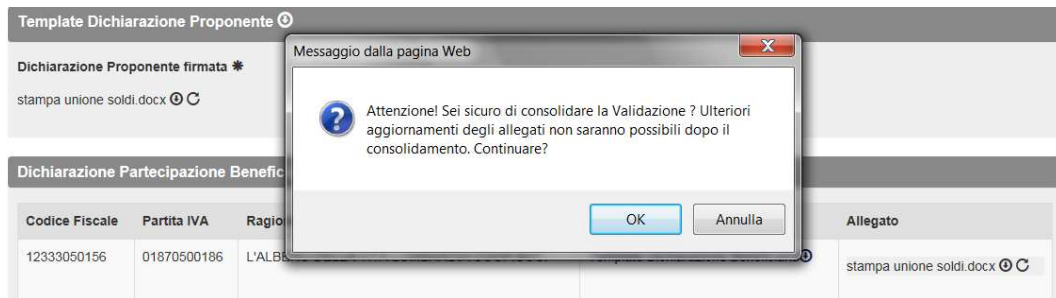 Template Dichiarazione Proponente
Messaggio dalla pagina Web
Dichiarazione Proponente firmata *
stampa unione soldi.docx
Attenzione! Sei sicuro di consolidare la Validazione ? Ulteriori
aggiornamenti degli allegati non saranno possibili dopo il
consolidamento. Continuare?
Dichiarazione Partecipazione
OK Annulla
Codice Fiscale Partita IVA Allegato
12333050156 01870500186
stampa unione soldi.docx